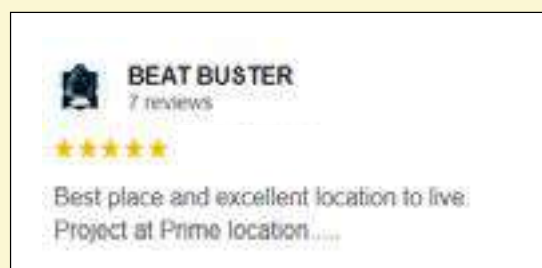 BEAT BUSTER
7 reviews
Best place and excellent location to live
Project at Prime location.....